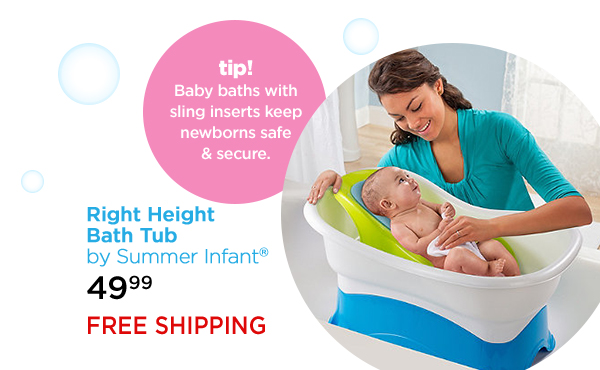 tip!
Baby baths with
sling inserts keep
newborns safe
& secure.
Right Height
Bath Tub
by Summer Infant®
49⁹⁹
FREE SHIPPING